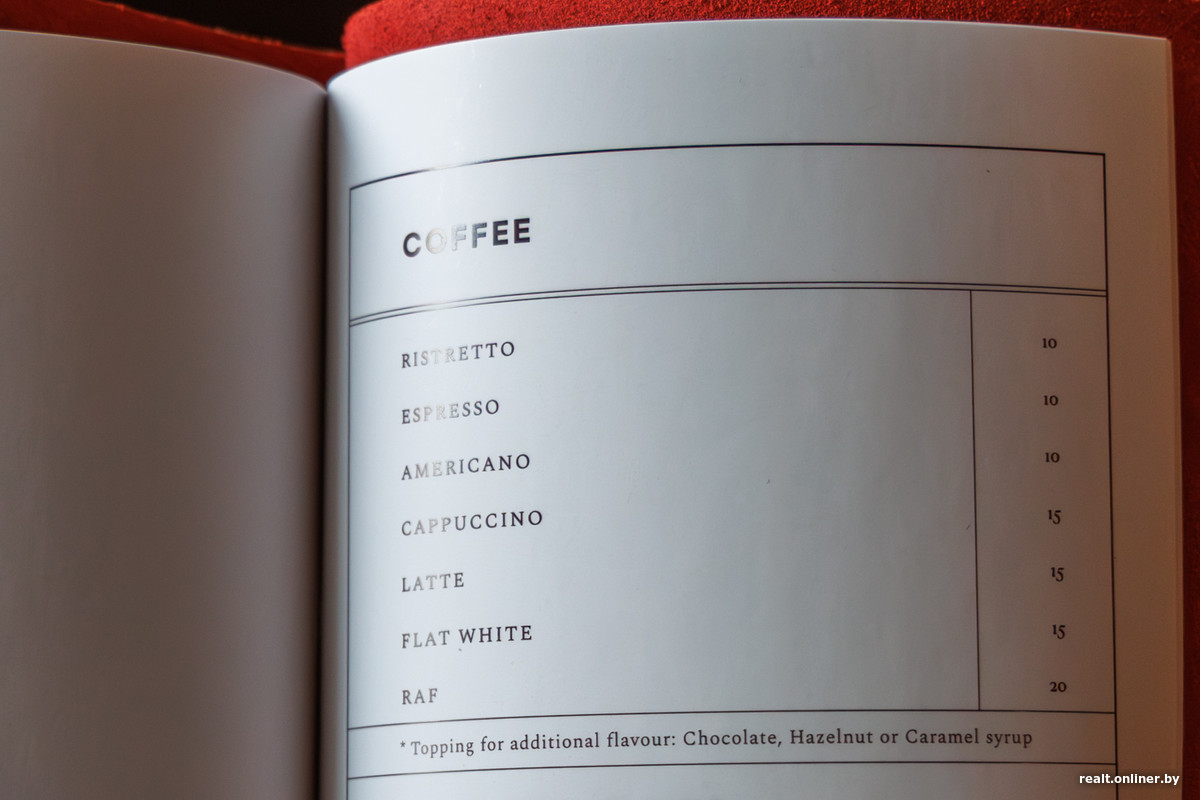 COFFEE
RISTRETTO 10
ESPRESSO 10
AMERICANO 10
CAPPUCCINO 15
LATTE 15
FLAT WHITE 15
RAF 20
* Topping for additional flavour: Chocolate, Hazelnut or Caramel syrup
realt.onliner.by